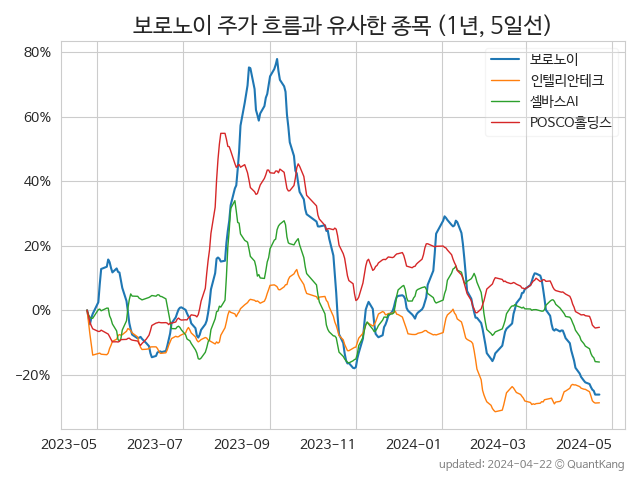 보로노이 주가 흐름과 유사한 종목 (1년, 5일선)
보로노이
인텔리안테크
셀바스AI
POSCO홀딩스
80%
60%
40%
20%
0%
−20%
2023-05 2023-07 2023-09 2023-11 2024-01 2024-03 2024-05
updated: 2024-04-22 © QuantKang